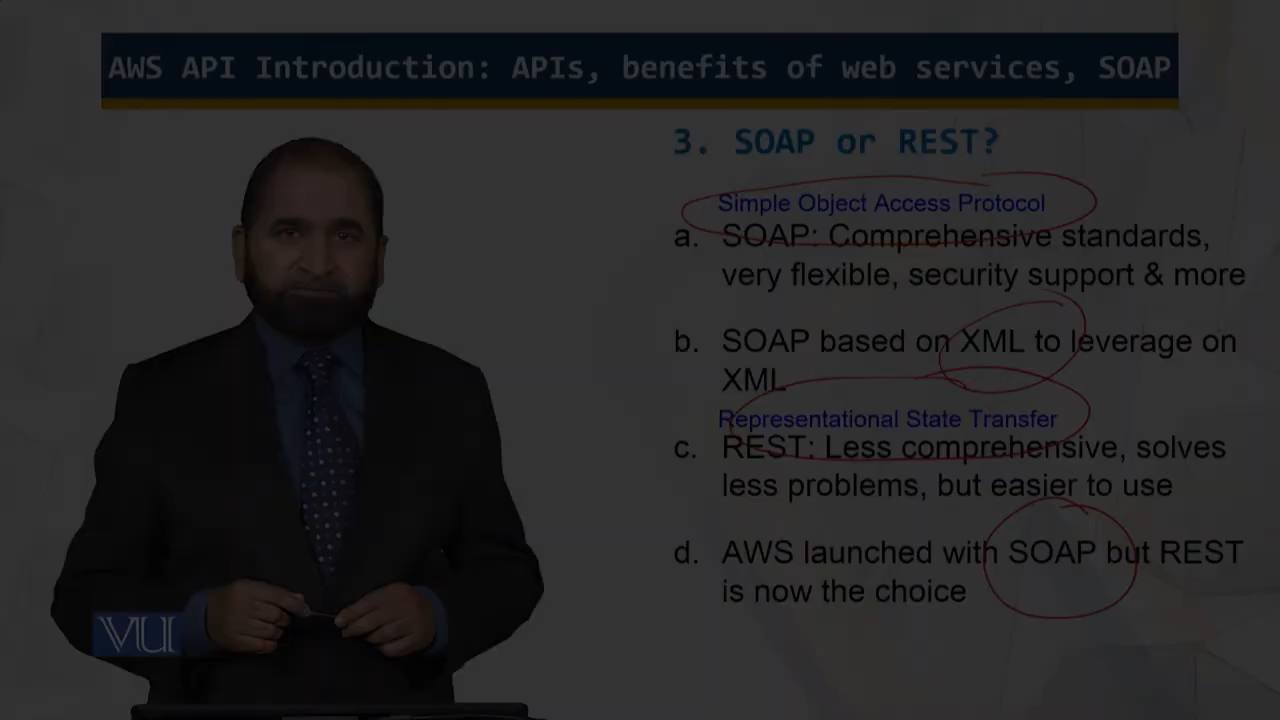 AWS API Introduction: APIs, benefits of web services, SOAP
3. SOAP or REST?
Simple Object Access Protocol
a. SOAP: Comprehensive standards,
very flexible, security support & more
b. SOAP based on XML to leverage on
XML
Representational State Transfer
c. REST: Less comprehensive, solves
less problems, but easier to use
d. AWS launched with SOAP but REST
is now the choice
VU